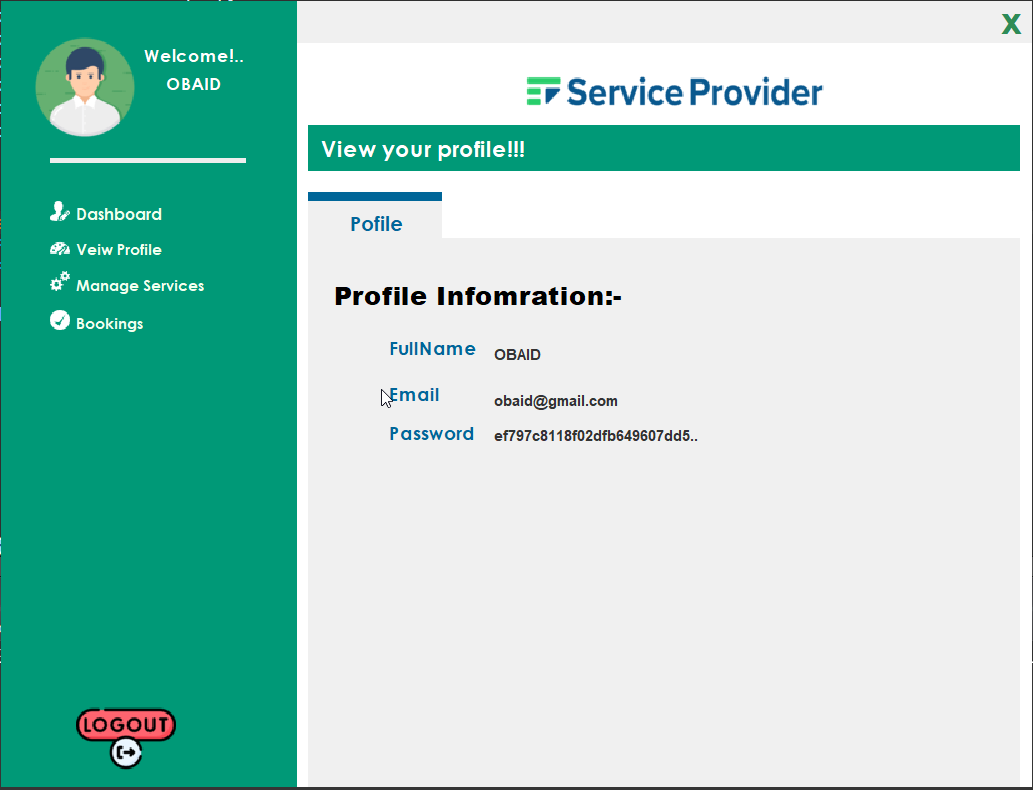 Welcome!..
OBAID
Dashboard
Veiw Profile
Manage Services
Bookings
LOGOUT
X
Service Provider
View your profile!!!
Pofile
Profile Infomration:-
FullName OBAID
Email obaid@gmail.com
Password ef797c8118f02dfb649607dd5..